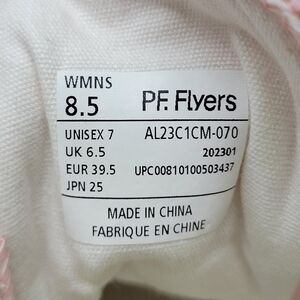 WMNS
8.5
PF. Flyers
UNISEX 7
AL23C1CM-070
UK 6.5
202301
EUR 39.5
UPC00810100503437
JPN 25
MADE IN CHINA
FABRIQUE EN CHINE